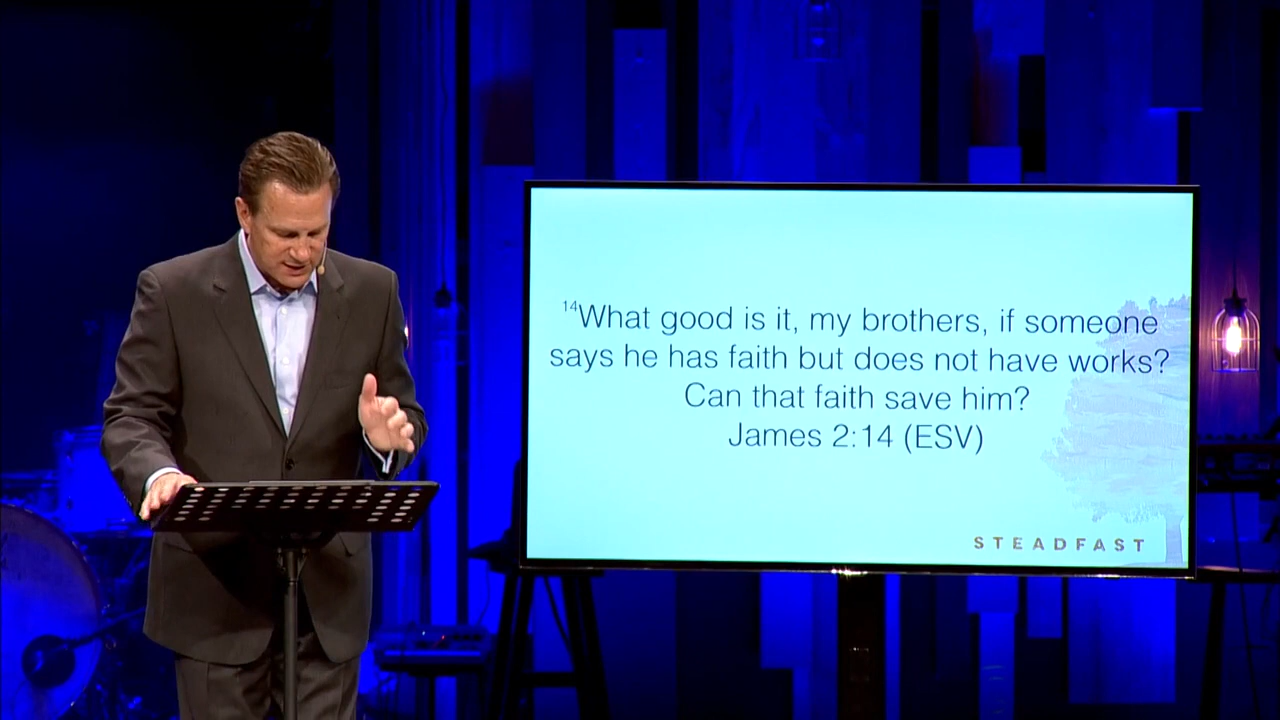 ¹⁴What good is it, my brothers, if someone
says he has faith but does not have works?
Can that faith save him?
James 2:14 (ESV)
STEADFAST